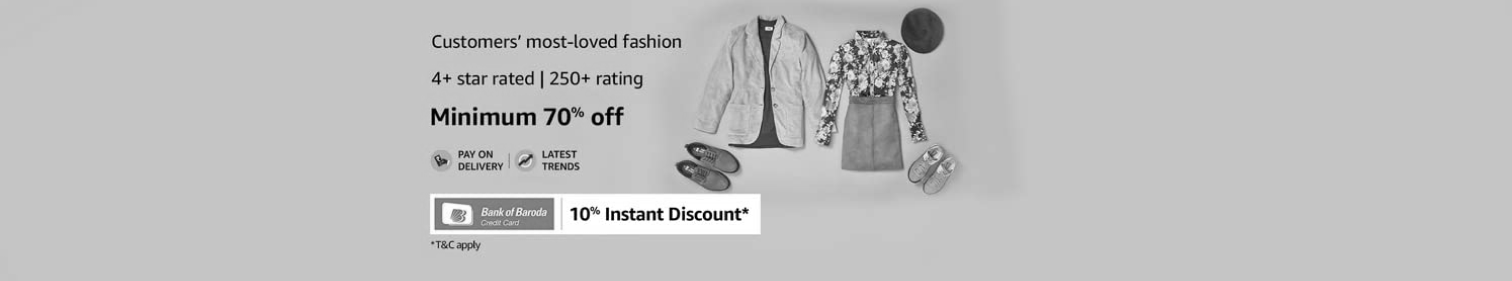 Customers’ most-loved fashion
4+ star rated | 250+ rating
Minimum 70% off
PAY ON
DELIVERY
LATEST
TRENDS
Bank of Baroda
Credit Card
10% Instant Discount*
*T&C apply